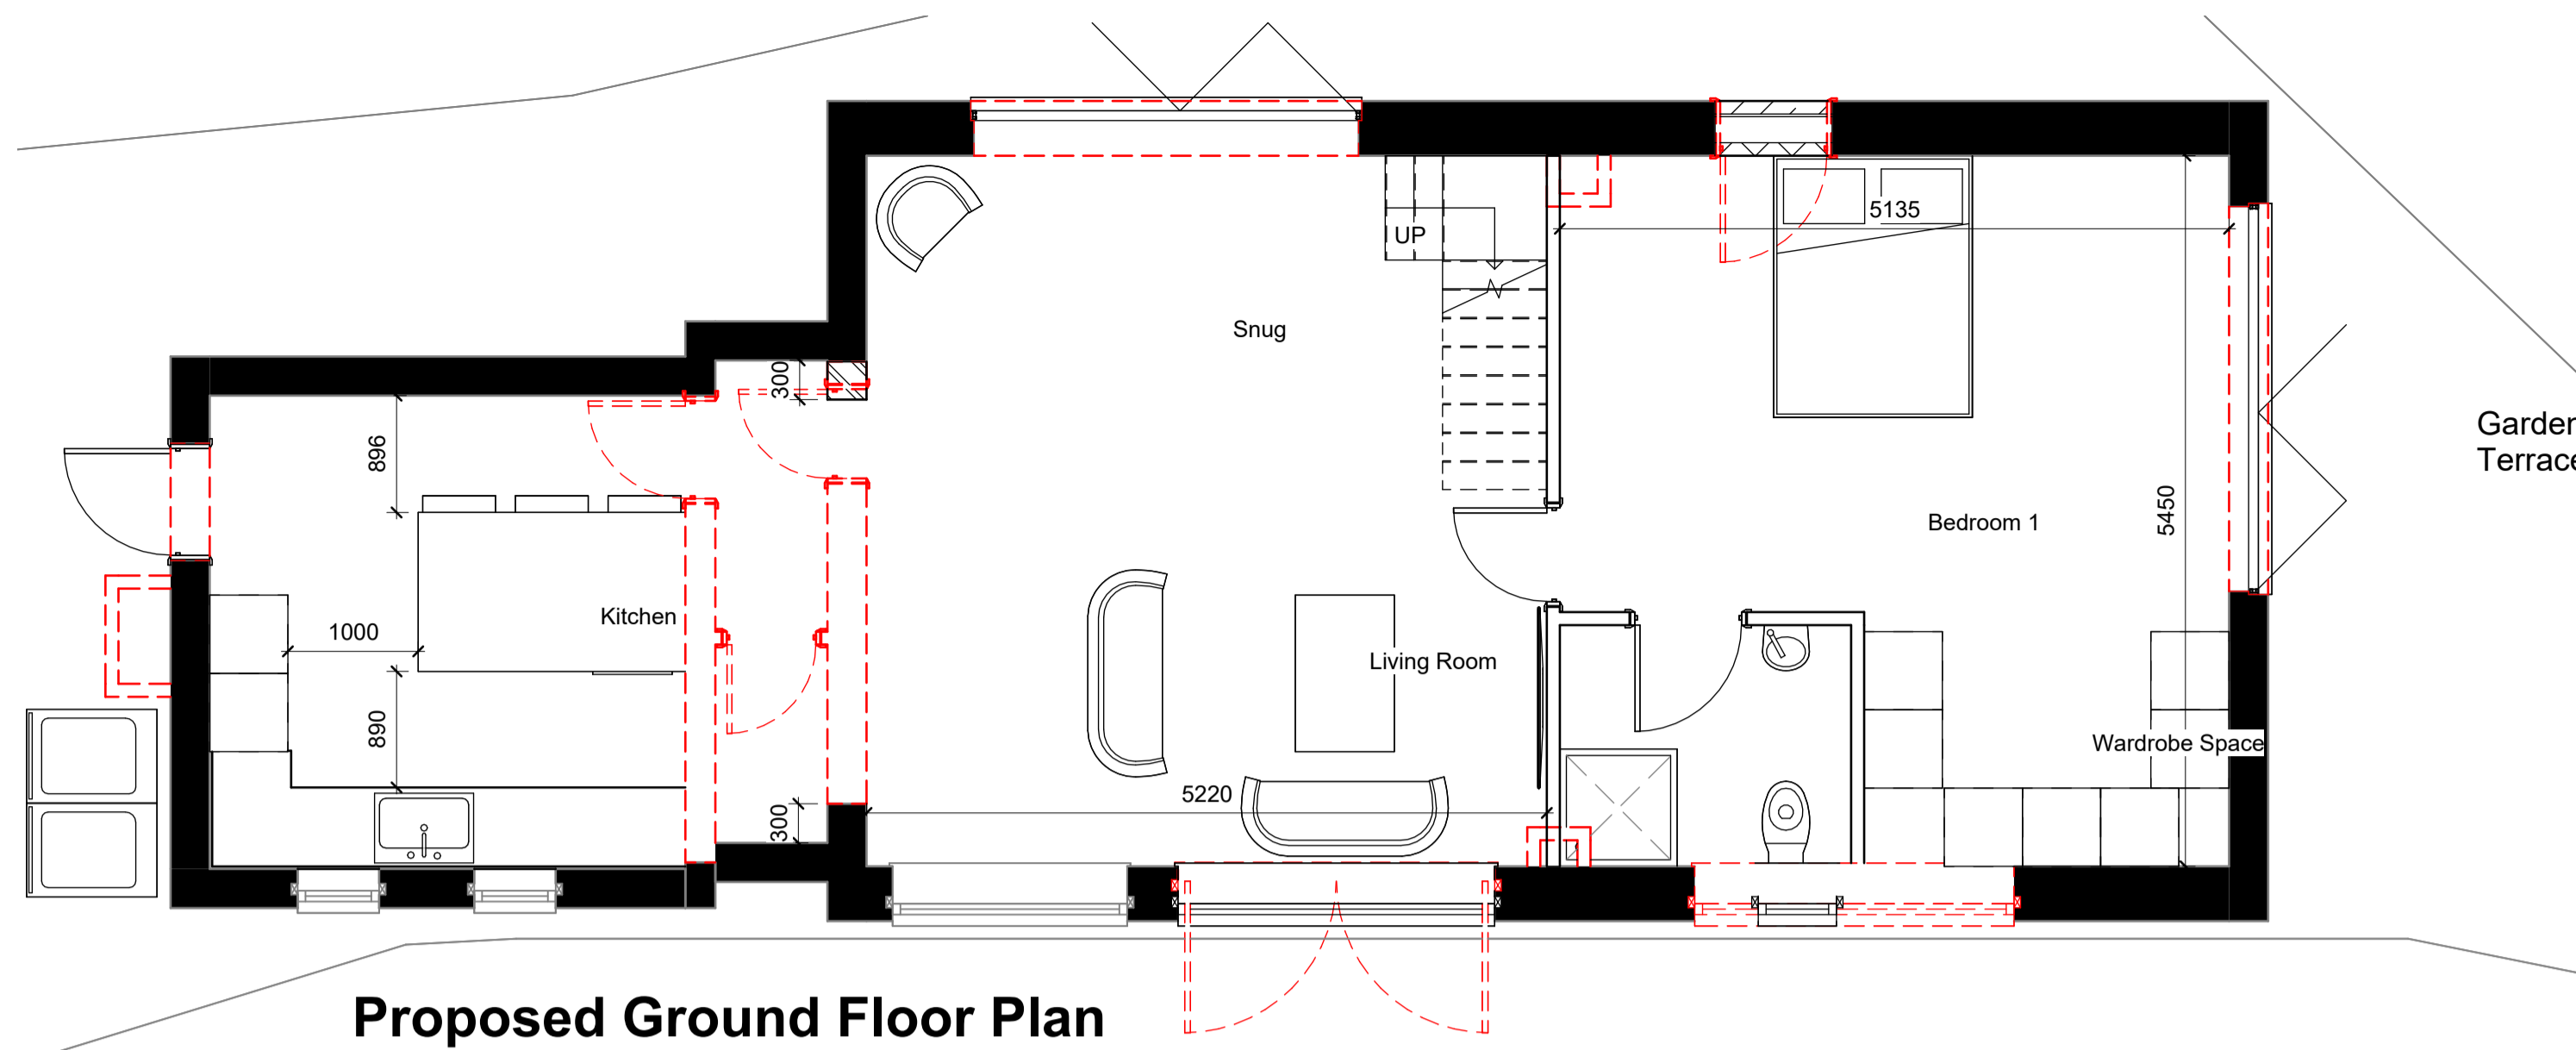 5135
UP
Snug
300
896
Garden
Terrace
5450
Bedroom 1
Kitchen
1000
Living Room
890
Wardrobe Space
5220
300
Proposed Ground Floor Plan